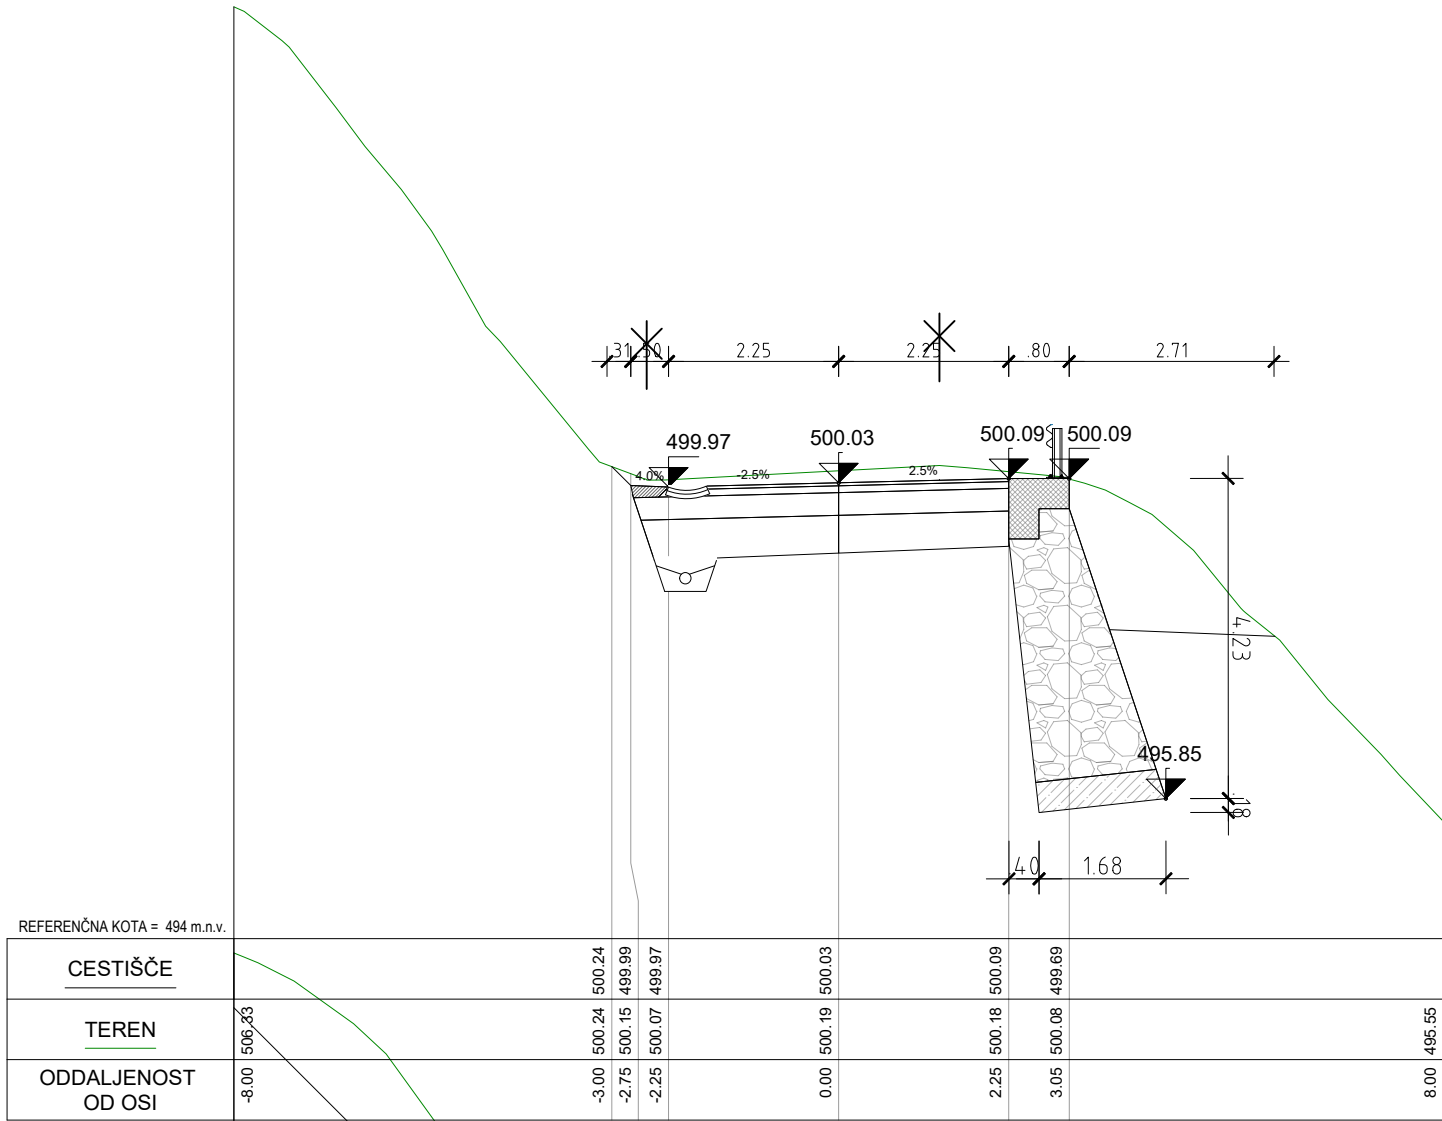 31 .50 2.25 2.25 .80 2.71
499.97 500.03 500.09 500.09
4.0% -2.5% 2.5%
4.23
495.85
.18
.40 1.68
REFERENČNA KOTA = 494 m.n.v.
CESTIŠČE 500.24 499.99 499.97 500.03 500.09 499.69
TEREN 506.33 500.24 500.15 500.07 500.19 500.18 500.08 495.55
ODDALJENOST
OD OSI -8.00 -3.00 -2.75 -2.25 0.00 2.25 3.05 8.00